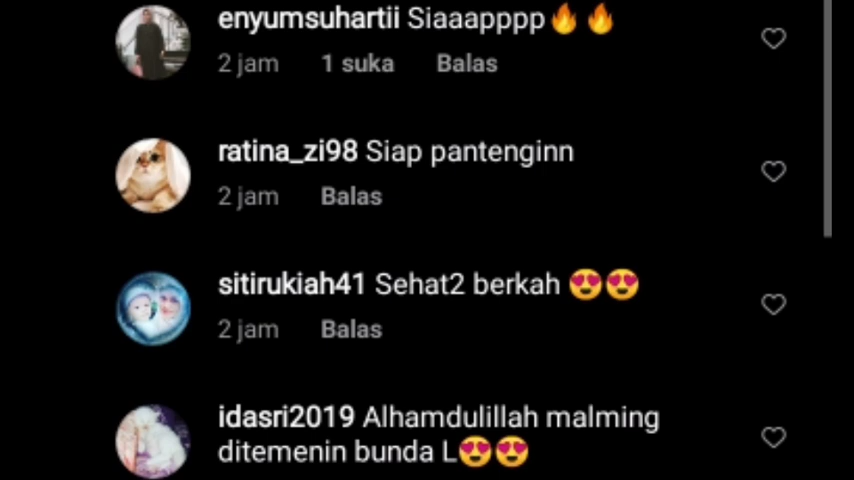 enyumsuhartii Siaaapppp🔥🔥
2 jam 1 suka Balas
ratina_zi98 Siap pantenginn
2 jam Balas
sitirukiah41 Sehat2 berkah 😍😍
2 jam Balas
idasri2019 Alhamdulillah malming
ditemenin bunda L😍😍